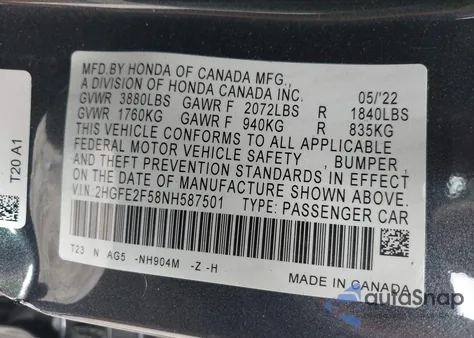 MFD.BY HONDA OF CANADA MFG.,
A DIVISION OF HONDA CANADA INC. 05/'22
GVWR 3880LBS GAWR F 2072LBS R 1840LBS
GVWR 1760KG GAWR F 940KG R 835KG
THIS VEHICLE CONFORMS TO ALL APPLICABLE
FEDERAL MOTOR VEHICLE SAFETY , BUMPER ,
AND THEFT PREVENTION STANDARDS IN EFFECT
ON THE DATE OF MANUFACTURE SHOWN ABOVE.
V.I.N. 2HGFE2F58NH587501 TYPE: PASSENGER CAR
T23 N AG5 -NH904M -Z -H
MADE IN CANADA
T20 A1
autoSnap